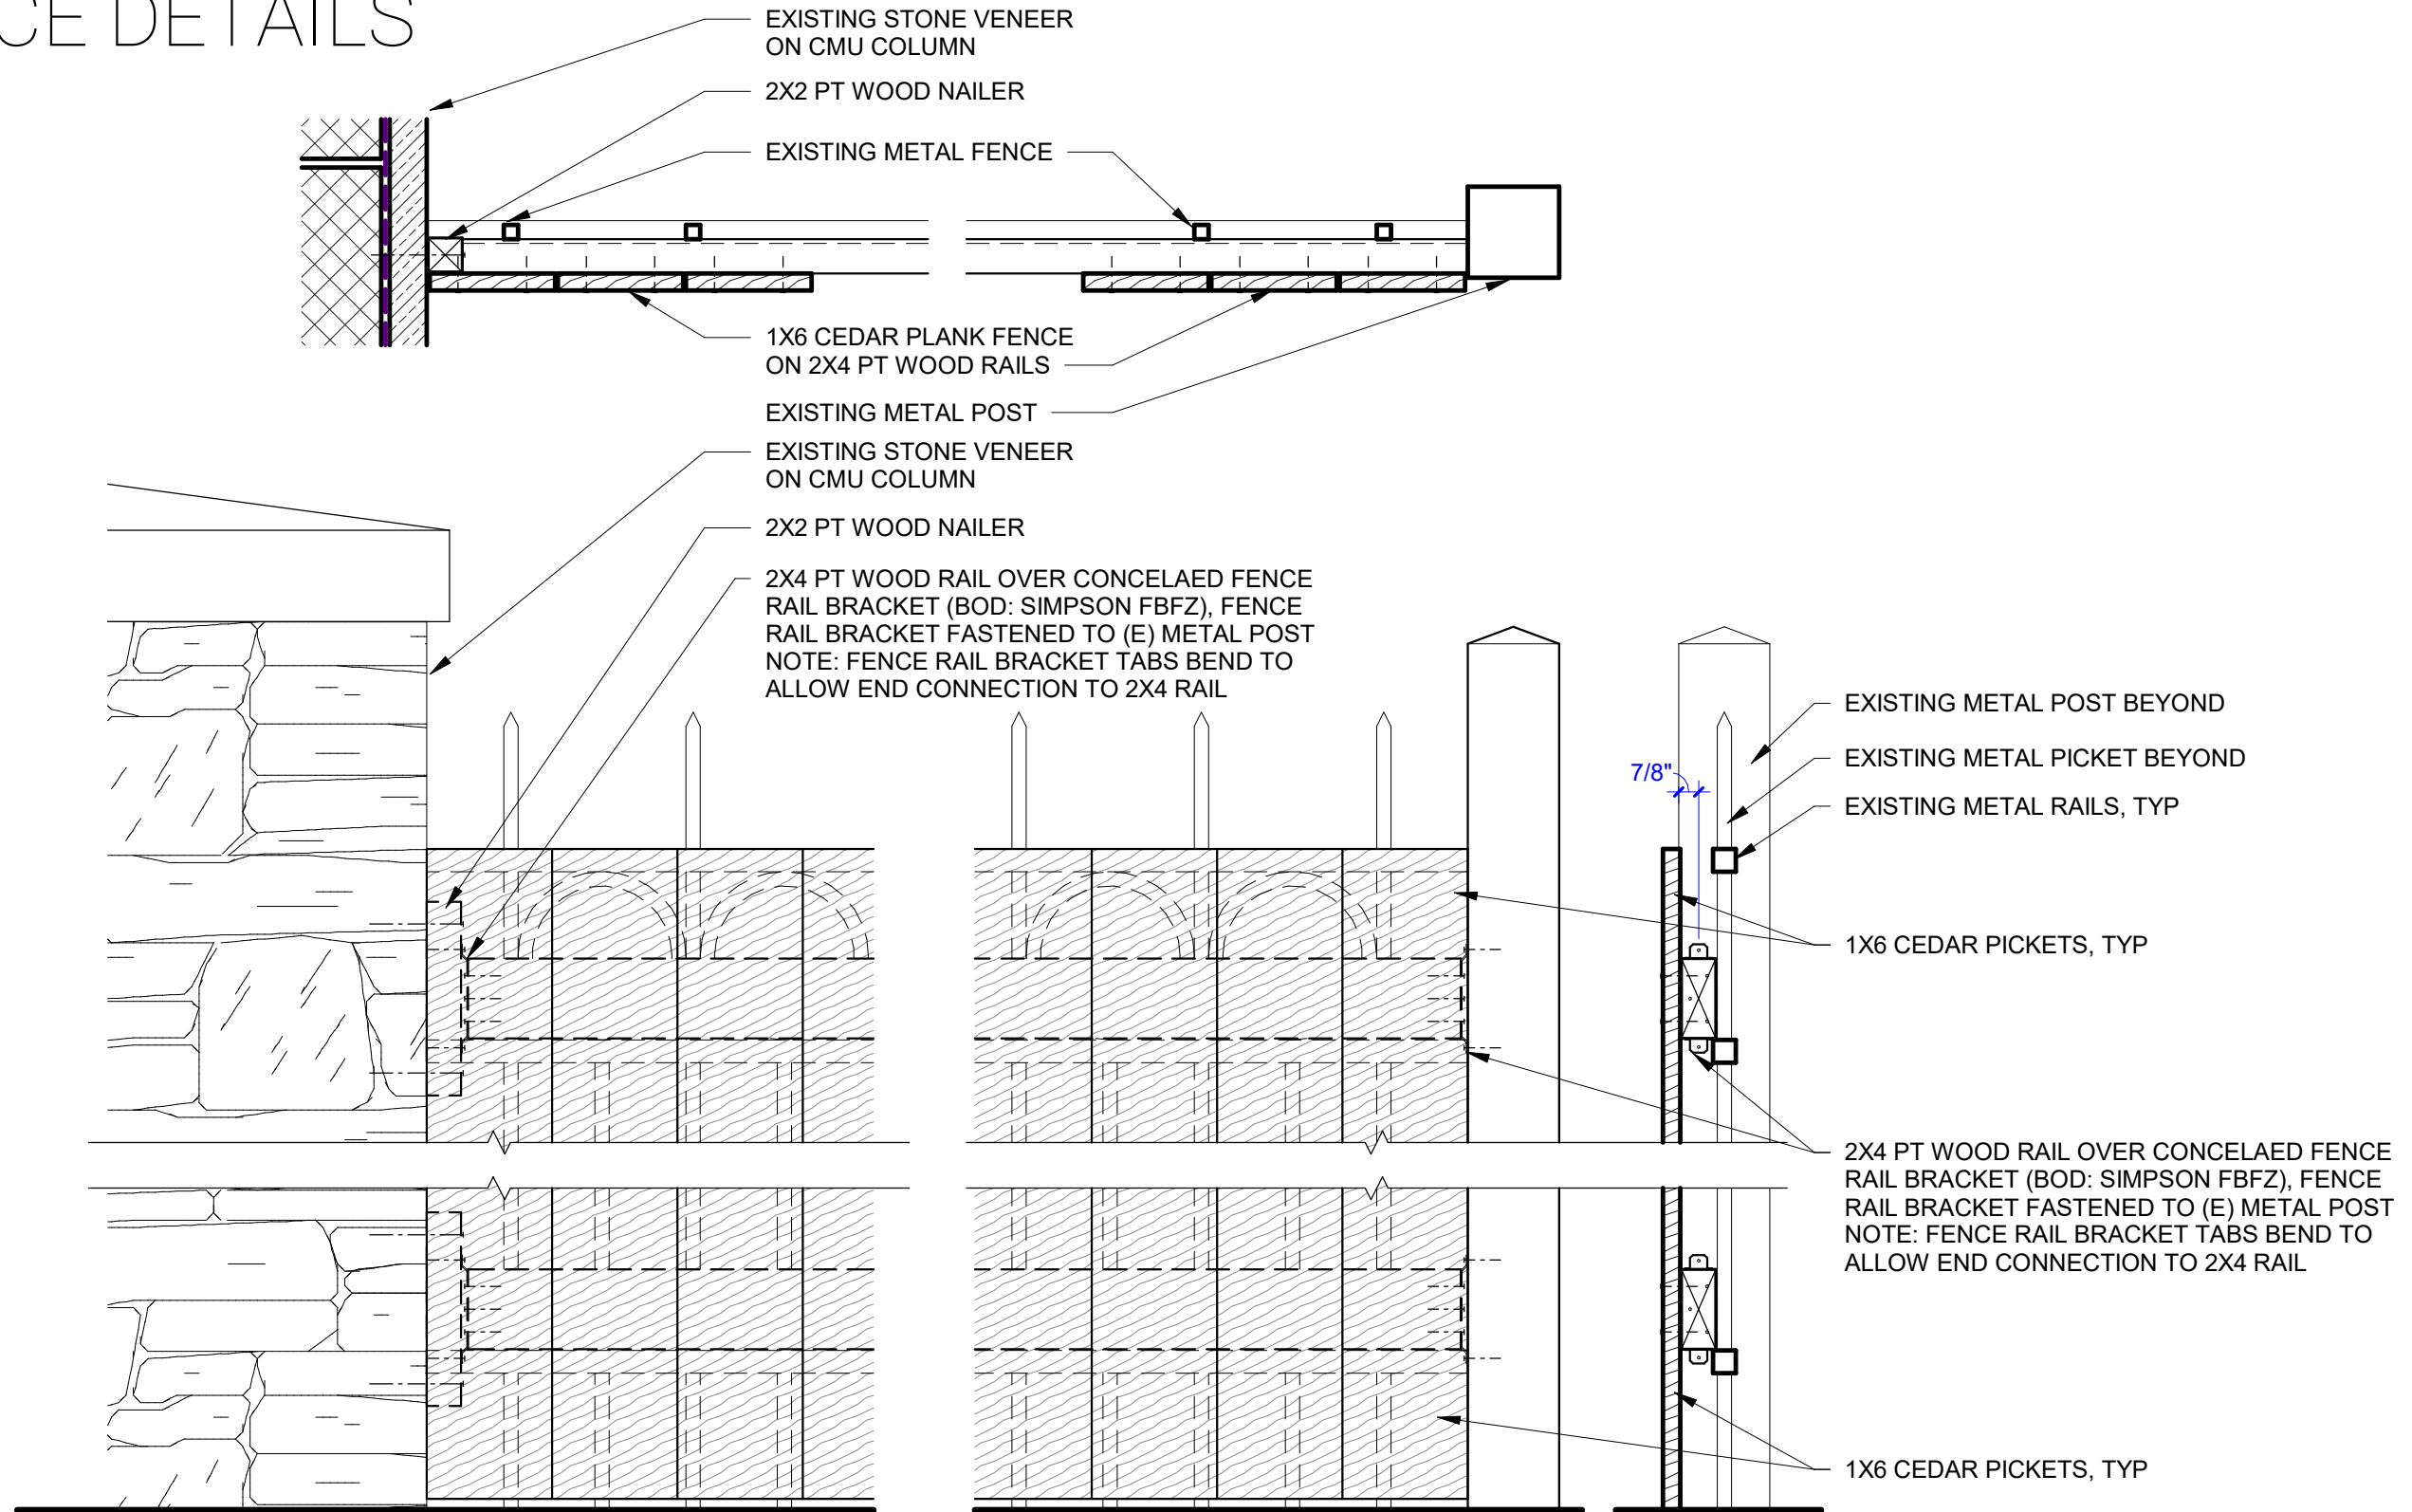 CE DETAILS
EXISTING STONE VENEER
ON CMU COLUMN
2X2 PT WOOD NAILER
EXISTING METAL FENCE
1X6 CEDAR PLANK FENCE
ON 2X4 PT WOOD RAILS
EXISTING METAL POST
EXISTING STONE VENEER
ON CMU COLUMN
2X2 PT WOOD NAILER
2X4 PT WOOD RAIL OVER CONCELAED FENCE
RAIL BRACKET (BOD: SIMPSON FBFZ), FENCE
RAIL BRACKET FASTENED TO (E) METAL POST
NOTE: FENCE RAIL BRACKET TABS BEND TO
ALLOW END CONNECTION TO 2X4 RAIL
EXISTING METAL POST BEYOND
EXISTING METAL PICKET BEYOND
7/8"
EXISTING METAL RAILS, TYP
1X6 CEDAR PICKETS, TYP
2X4 PT WOOD RAIL OVER CONCELAED FENCE
RAIL BRACKET (BOD: SIMPSON FBFZ), FENCE
RAIL BRACKET FASTENED TO (E) METAL POST
NOTE: FENCE RAIL BRACKET TABS BEND TO
ALLOW END CONNECTION TO 2X4 RAIL
1X6 CEDAR PICKETS, TYP